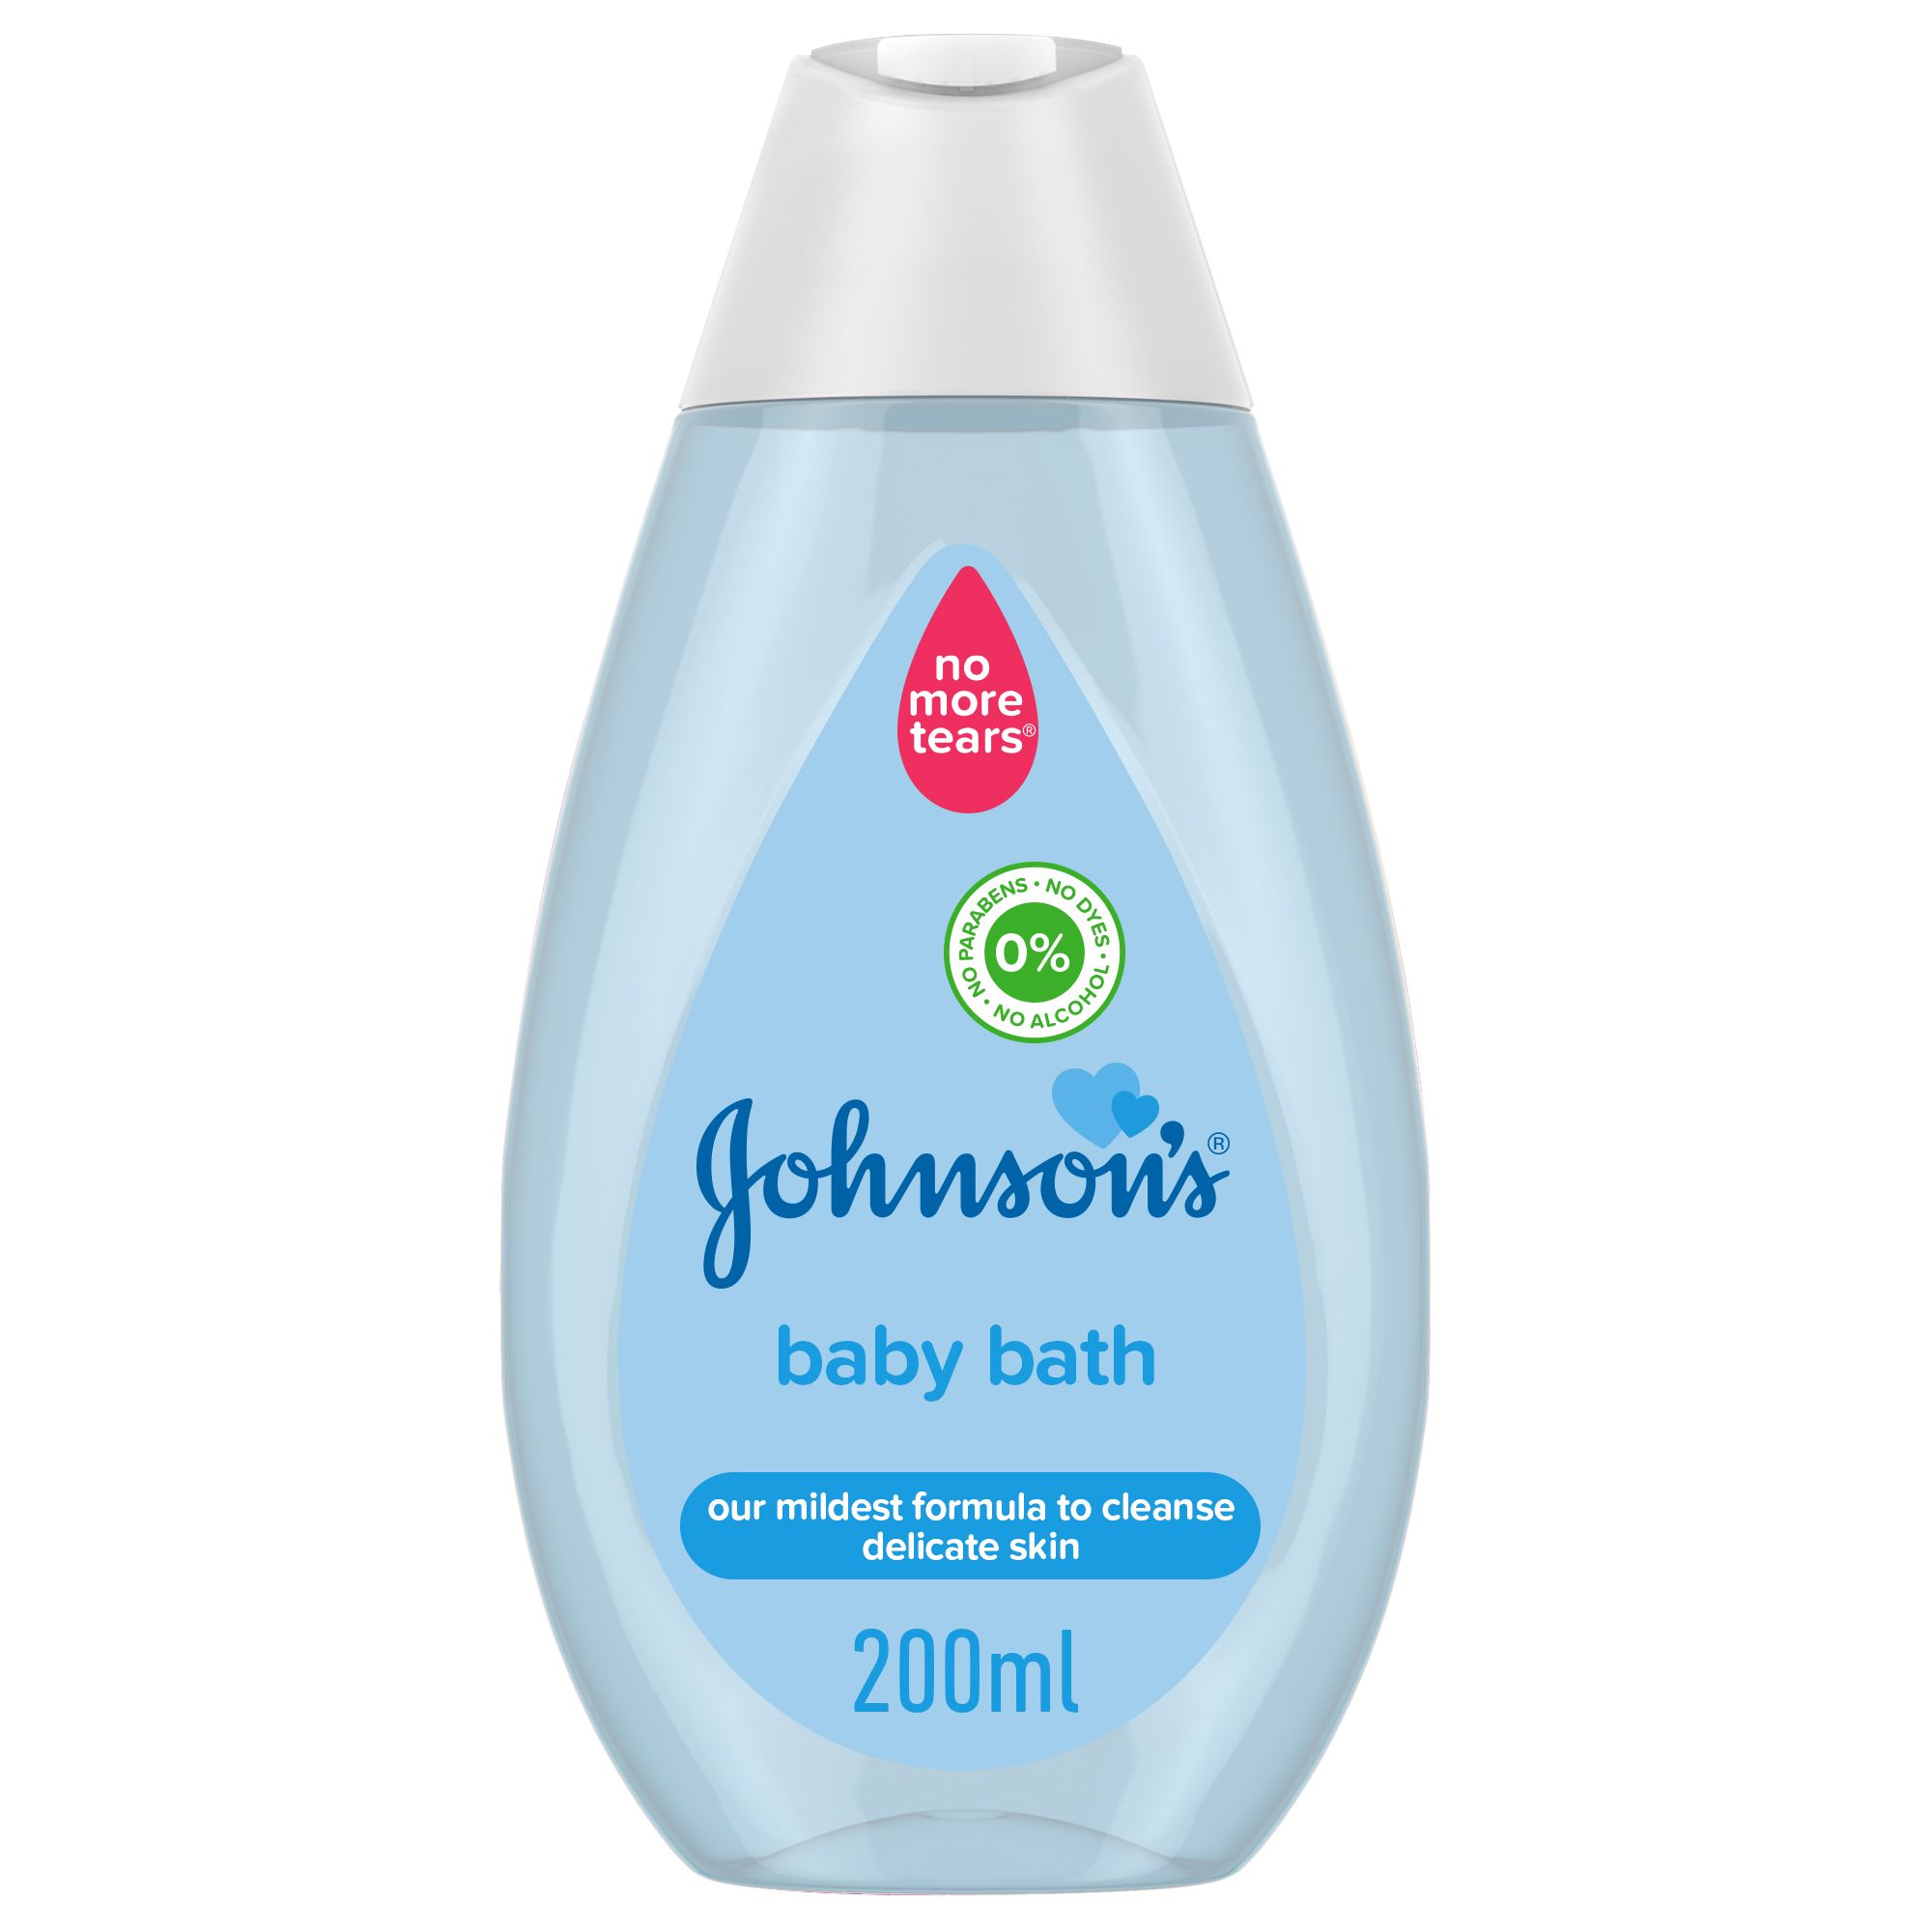 no
more
tears®
NO PARABENS • NO DYES • NO ALCOHOL •
0%
Johnson's®
baby bath
our mildest formula to cleanse
delicate skin
200ml